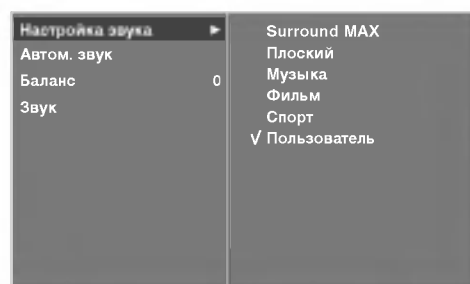 Настройка звука ►
Автом. звук
Баланс 0
Звук
Surround MAX
Плоский
Музыка
Фильм
Спорт
√ Пользователь